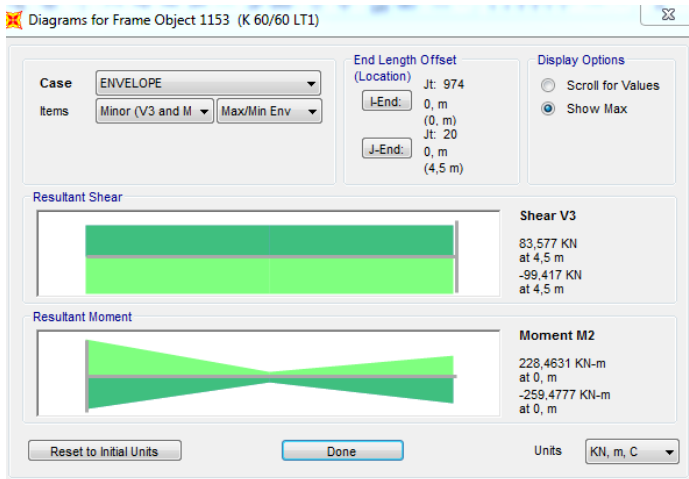 Diagrams for Frame Object 1153 (K 60/60 LT1)
Case
ENVELOPE
Items
Minor (V3 and M
Max/Min Env
End Length Offset
(Location)
Jt: 974
I-End:
0, m
(0, m)
Jt: 20
J-End:
0, m
(4,5 m)
Display Options
Scroll for Values
Show Max
Resultant Shear
Shear V3
83,577 KN
at 4,5 m
-99,417 KN
at 4,5 m
Resultant Moment
Moment M2
228,4631 KN-m
at 0, m
-259,4777 KN-m
at 0, m
Reset to Initial Units
Done
Units
KN, m, C